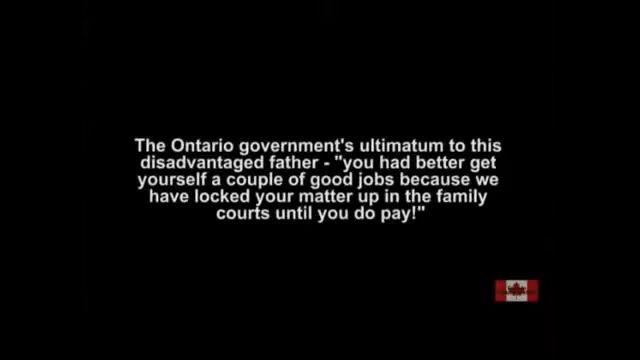 The Ontario government's ultimatum to this
disadvantaged father - "you had better get
yourself a couple of good jobs because we
have locked your matter up in the family
courts until you do pay!"